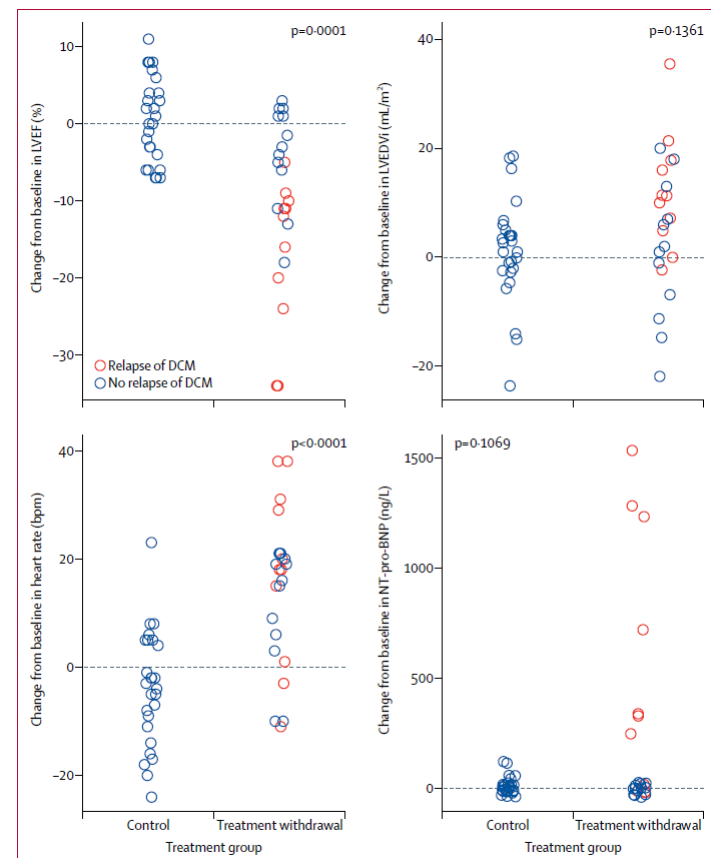 p=0·0001
Change from baseline in LVEF (%)
10
0
−10
−20
−30
Relapse of DCM
No relapse of DCM
p=0·1361
Change from baseline in LVEDVi (mL/m²)
40
20
0
−20
p<0·0001
Change from baseline in heart rate (bpm)
40
20
0
−20
Control
Treatment withdrawal
Treatment group
p=0·1069
Change from baseline in NT-pro-BNP (ng/L)
1500
1000
500
0
Control
Treatment withdrawal
Treatment group